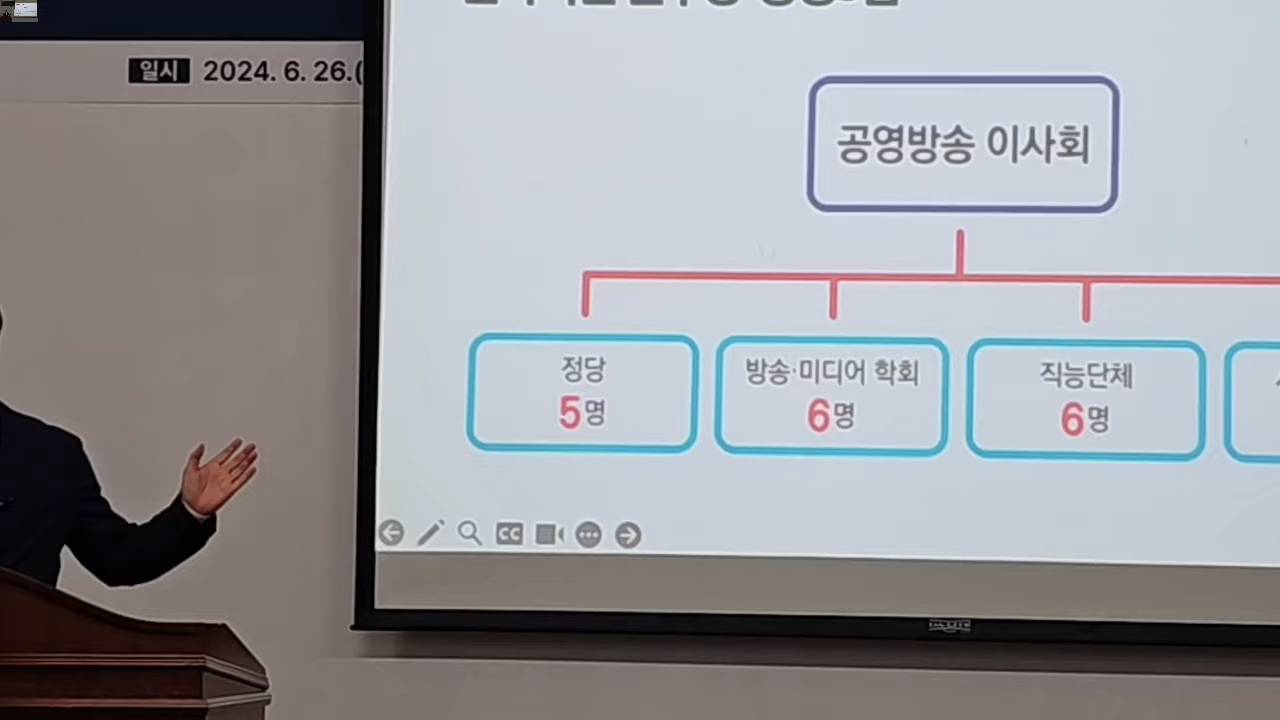 일시 2024. 6. 26.(
공영방송 이사회
정당
5명
방송·미디어 학회
6명
직능단체
6명
CC